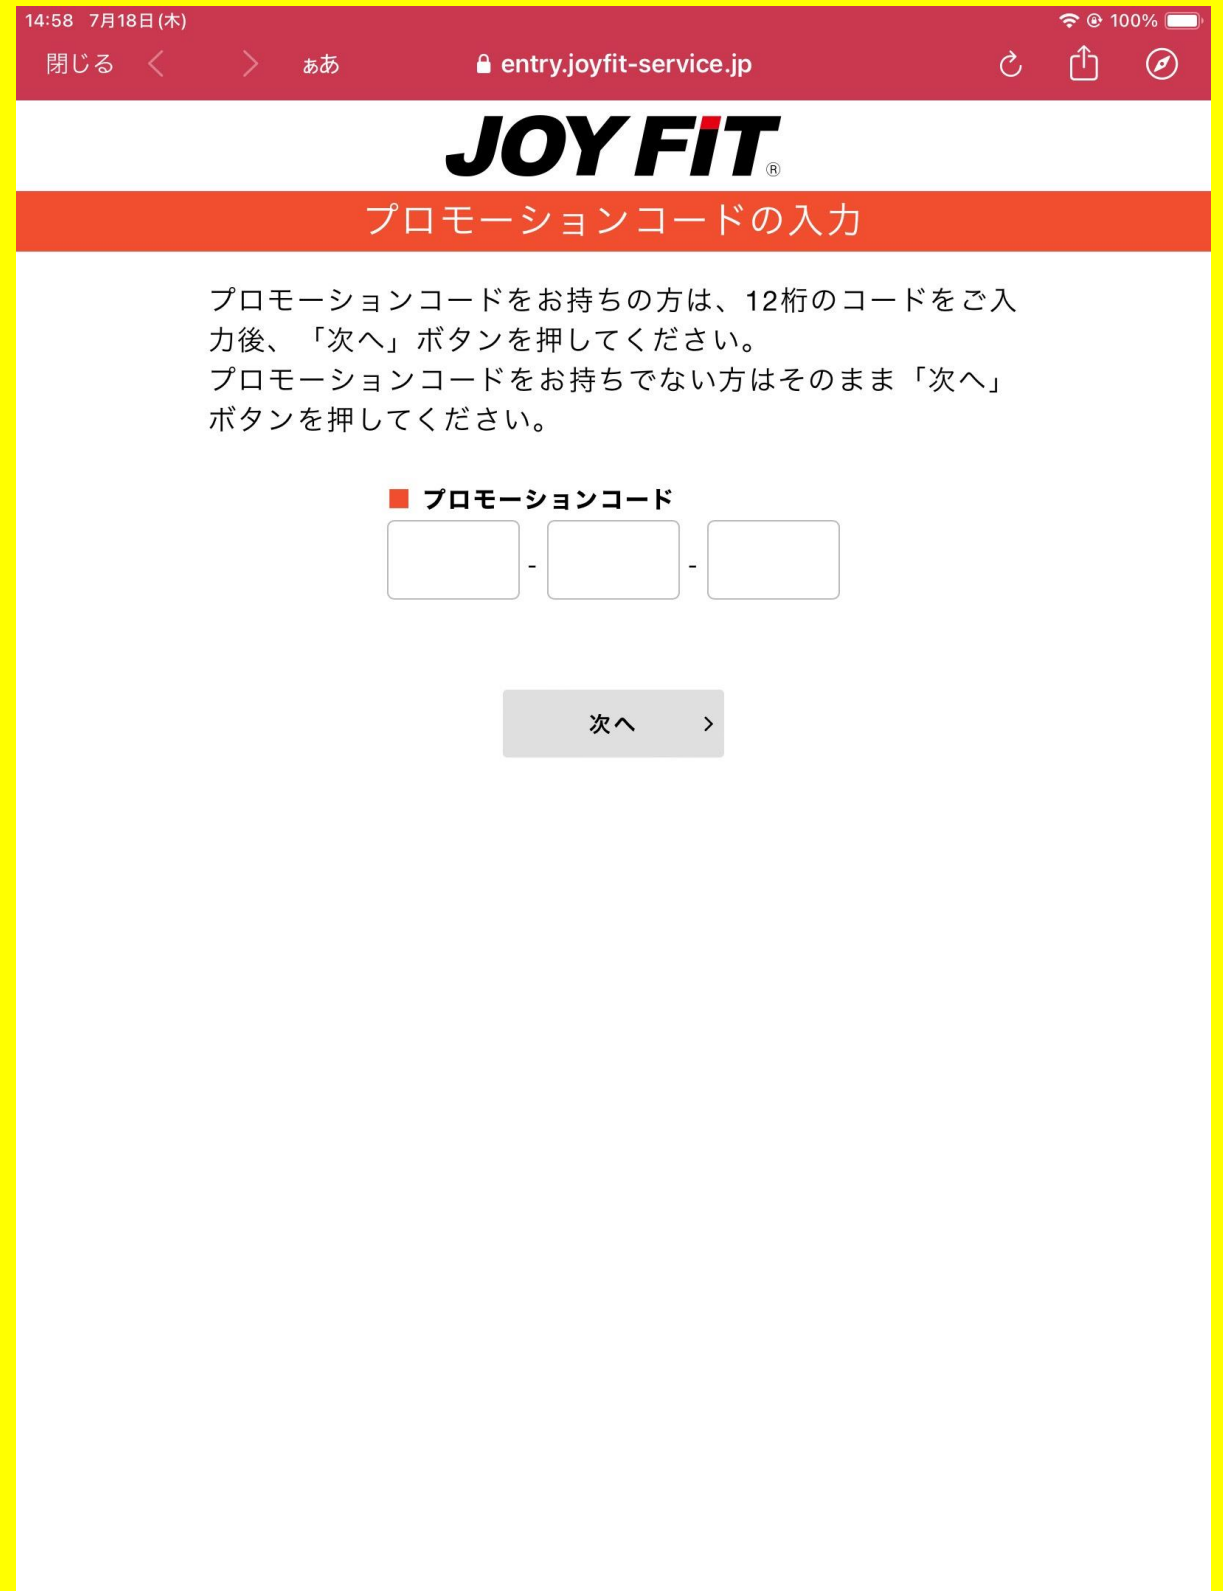 14:58 7月18日(木)
100%
閉じる
ぁあ
entry.joyfit-service.jp
JOYFIT®
プロモーションコードの入力
プロモーションコードをお持ちの方は、12桁のコードをご入
力後、「次へ」ボタンを押してください。
プロモーションコードをお持ちでない方はそのまま「次へ」
ボタンを押してください。
プロモーションコード
- -
次へ